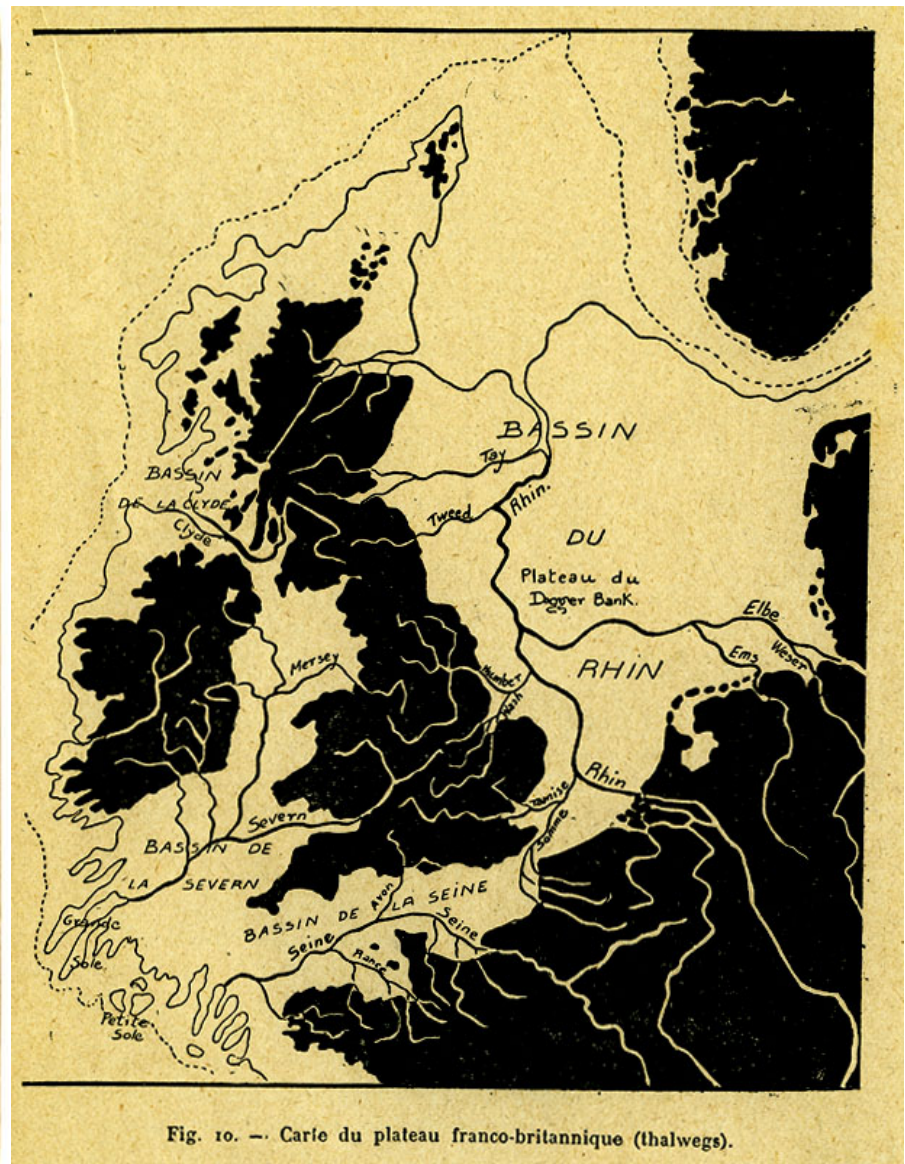 BASSIN
Tay
BASSIN
DE LA CLYDE
Clyde
Tweed
Rhin.
DU
Plateau du
Dogger Bank.
Elbe
Weser
Ems
RHIN
Mersey
Humber
Wash
Rhin
Tamise
Somme
Severn
BASSIN DE
LA SEVERN
Avon
BASSIN DE LA SEINE
Seine
Seine
Rance
Grande
Sole
Petite
Sole
Fig. 10. — Carte du plateau franco-britannique (thalwegs).